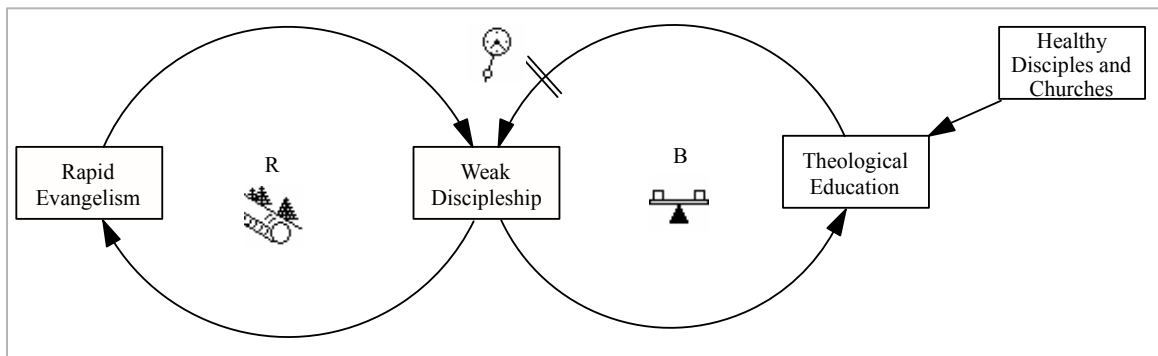 Healthy
Disciples and
Churches
Rapid
Evangelism
R
Weak
Discipleship
B
Theological
Education